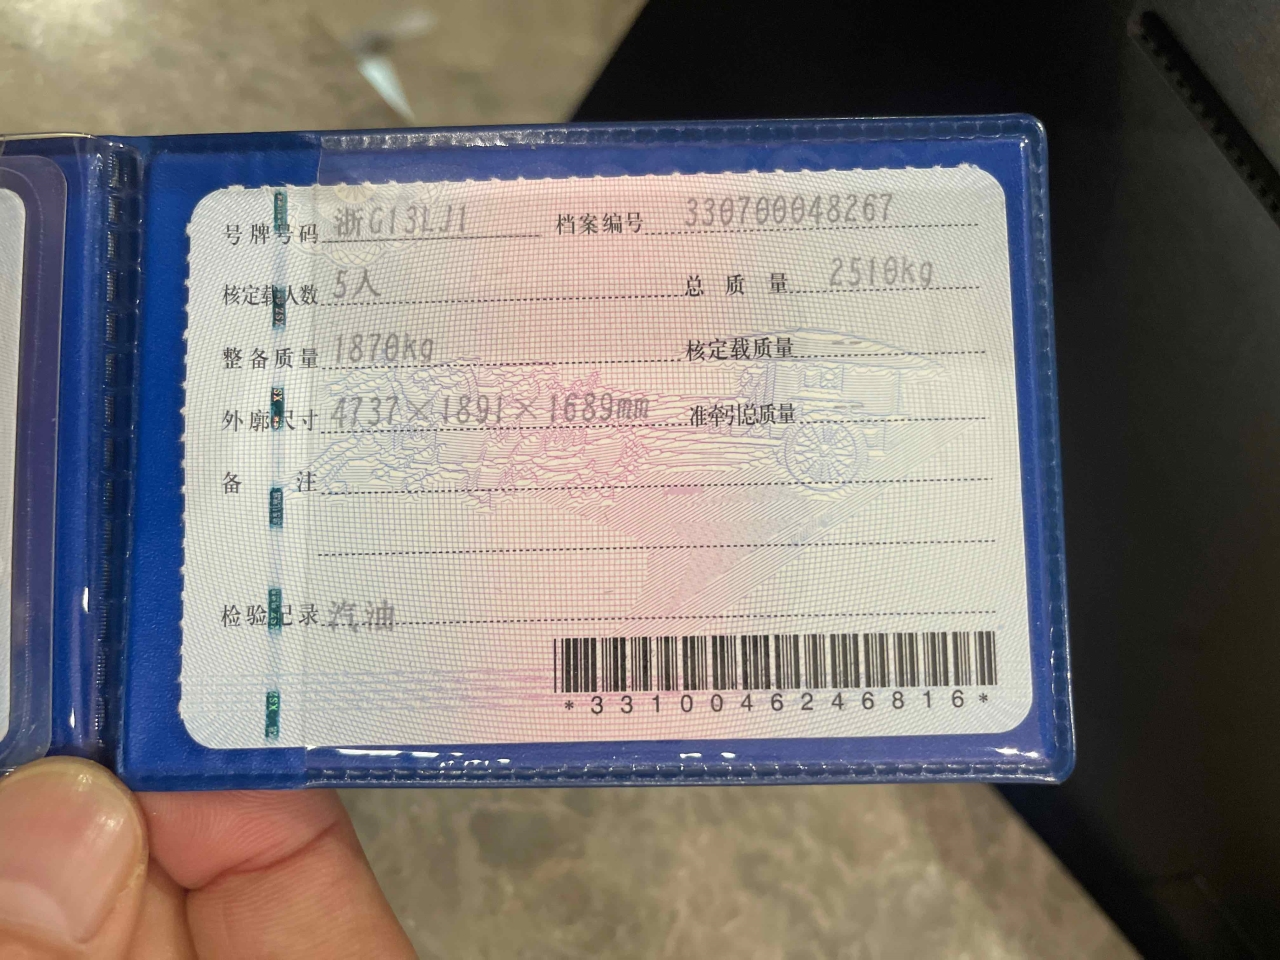 号牌号码 浙G13LJ1 档案编号 330700048267
核定载人数 5人 总质量 2510kg
整备质量 1870kg 核定载质量 --
外廓尺寸 4737×1891×1689mm 准牵引总质量 --
备注
检验记录 汽油
*3310046246816*